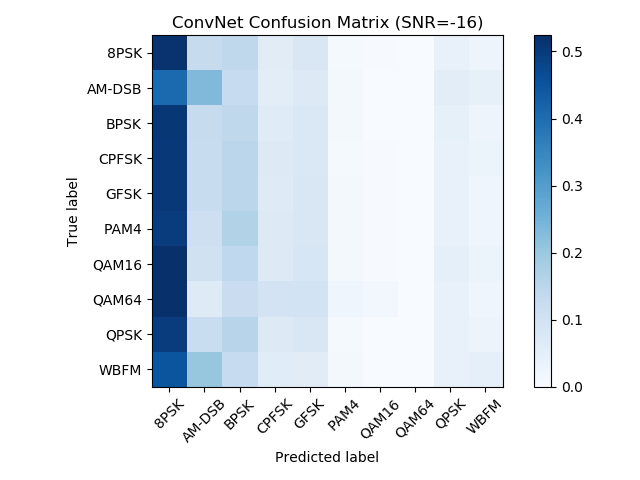 ConvNet Confusion Matrix (SNR=-16)
8PSK
AM-DSB
BPSK
CPFSK
GFSK
PAM4
QAM16
QAM64
QPSK
WBFM
True label
8PSK
AM-DSB
BPSK
CPFSK
GFSK
PAM4
QAM16
QAM64
QPSK
WBFM
Predicted label
0.5
0.4
0.3
0.2
0.1
0.0